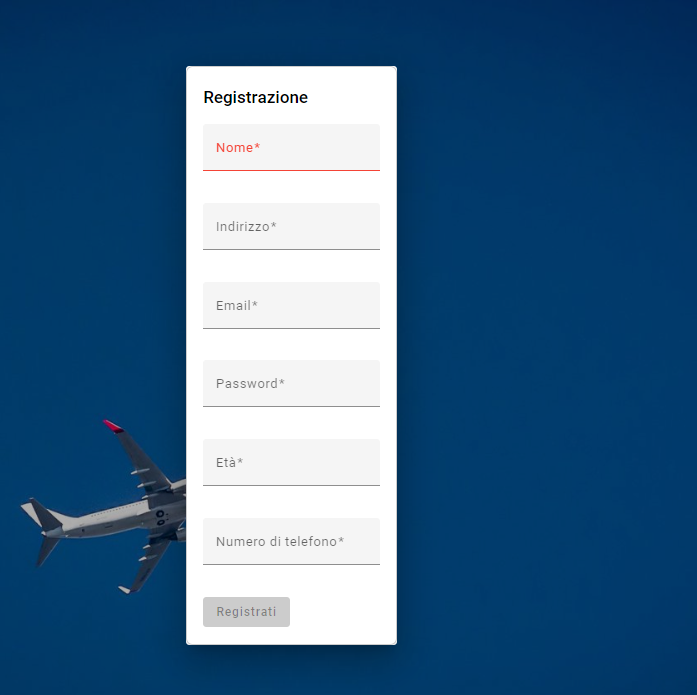 Registrazione
Nome*
Indirizzo*
Email*
Password*
Età*
Numero di telefono*
Registrati